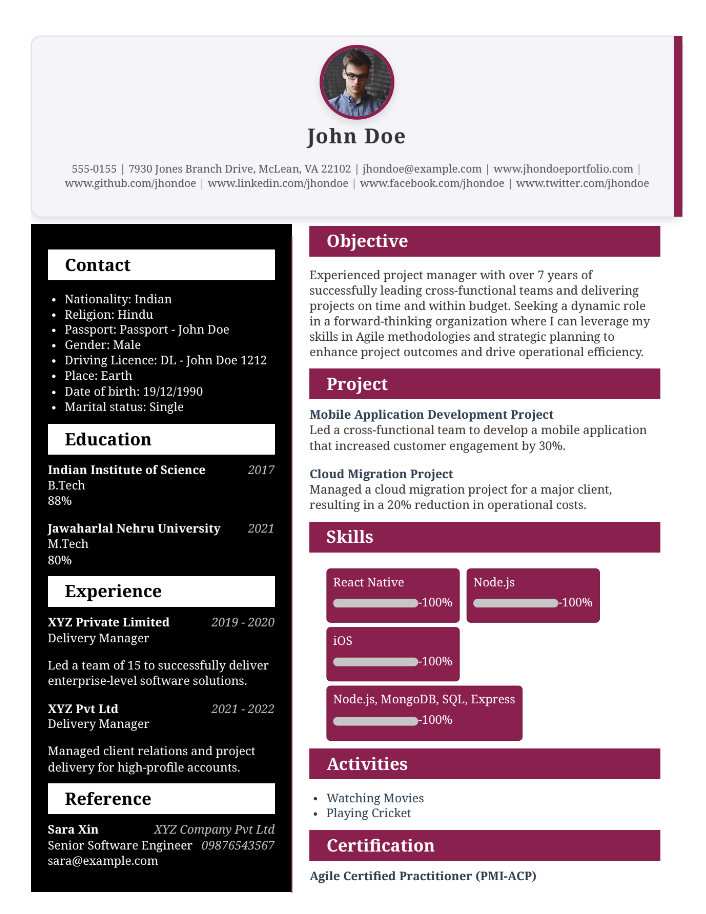 John Doe
555-0155 | 7930 Jones Branch Drive, McLean, VA 22102 | jhondoe@example.com | www.jhondoeportfolio.com |
www.github.com/jhondoe | www.linkedin.com/jhondoe | www.facebook.com/jhondoe | www.twitter.com/jhondoe
Contact
• Nationality: Indian
• Religion: Hindu
• Passport: Passport - John Doe
• Gender: Male
• Driving Licence: DL - John Doe 1212
• Place: Earth
• Date of birth: 19/12/1990
• Marital status: Single
Education
Indian Institute of Science 2017
B.Tech
88%
Jawaharlal Nehru University 2021
M.Tech
80%
Experience
XYZ Private Limited 2019 - 2020
Delivery Manager
Led a team of 15 to successfully deliver
enterprise-level software solutions.
XYZ Pvt Ltd 2021 - 2022
Delivery Manager
Managed client relations and project
delivery for high-profile accounts.
Reference
Sara Xin XYZ Company Pvt Ltd
Senior Software Engineer 09876543567
sara@example.com
Objective
Experienced project manager with over 7 years of
successfully leading cross-functional teams and delivering
projects on time and within budget. Seeking a dynamic role
in a forward-thinking organization where I can leverage my
skills in Agile methodologies and strategic planning to
enhance project outcomes and drive operational efficiency.
Project
Mobile Application Development Project
Led a cross-functional team to develop a mobile application
that increased customer engagement by 30%.
Cloud Migration Project
Managed a cloud migration project for a major client,
resulting in a 20% reduction in operational costs.
Skills
React Native
-100%
Node.js
-100%
iOS
-100%
Node.js, MongoDB, SQL, Express
-100%
Activities
• Watching Movies
• Playing Cricket
Certification
Agile Certified Practitioner (PMI-ACP)